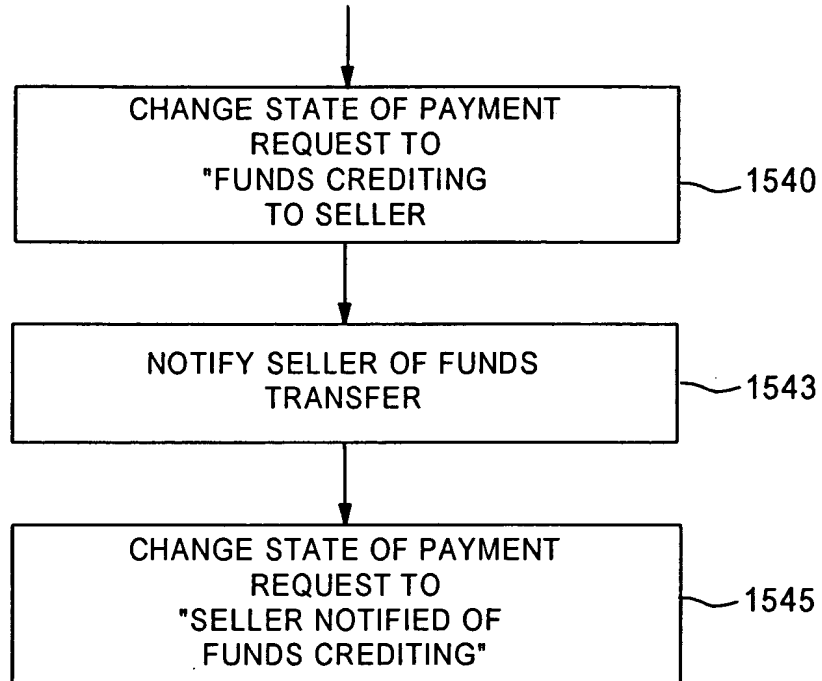 CHANGE STATE OF PAYMENT
REQUEST TO
"FUNDS CREDITING
TO SELLER
1540
NOTIFY SELLER OF FUNDS
TRANSFER
1543
CHANGE STATE OF PAYMENT
REQUEST TO
"SELLER NOTIFIED OF
FUNDS CREDITING"
1545